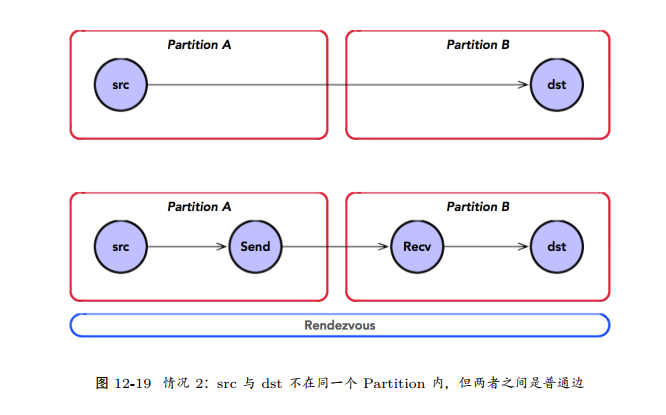 Partition A
Partition B
src
dst
Partition A
Partition B
src
Send
Recv
dst
Rendezvous
图 12-19 情况 2：src 与 dst 不在同一个 Partition 内，但两者之间是普通边